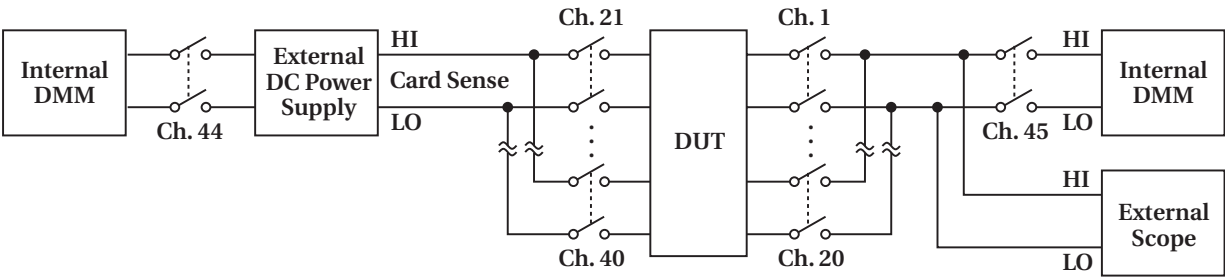 Ch. 21
Ch. 1
Internal
DMM
Ch. 44
External
DC Power
Supply
HI
Card Sense
LO
Ch. 40
DUT
Ch. 20
Ch. 45
HI
LO
Internal
DMM
HI
LO
External
Scope